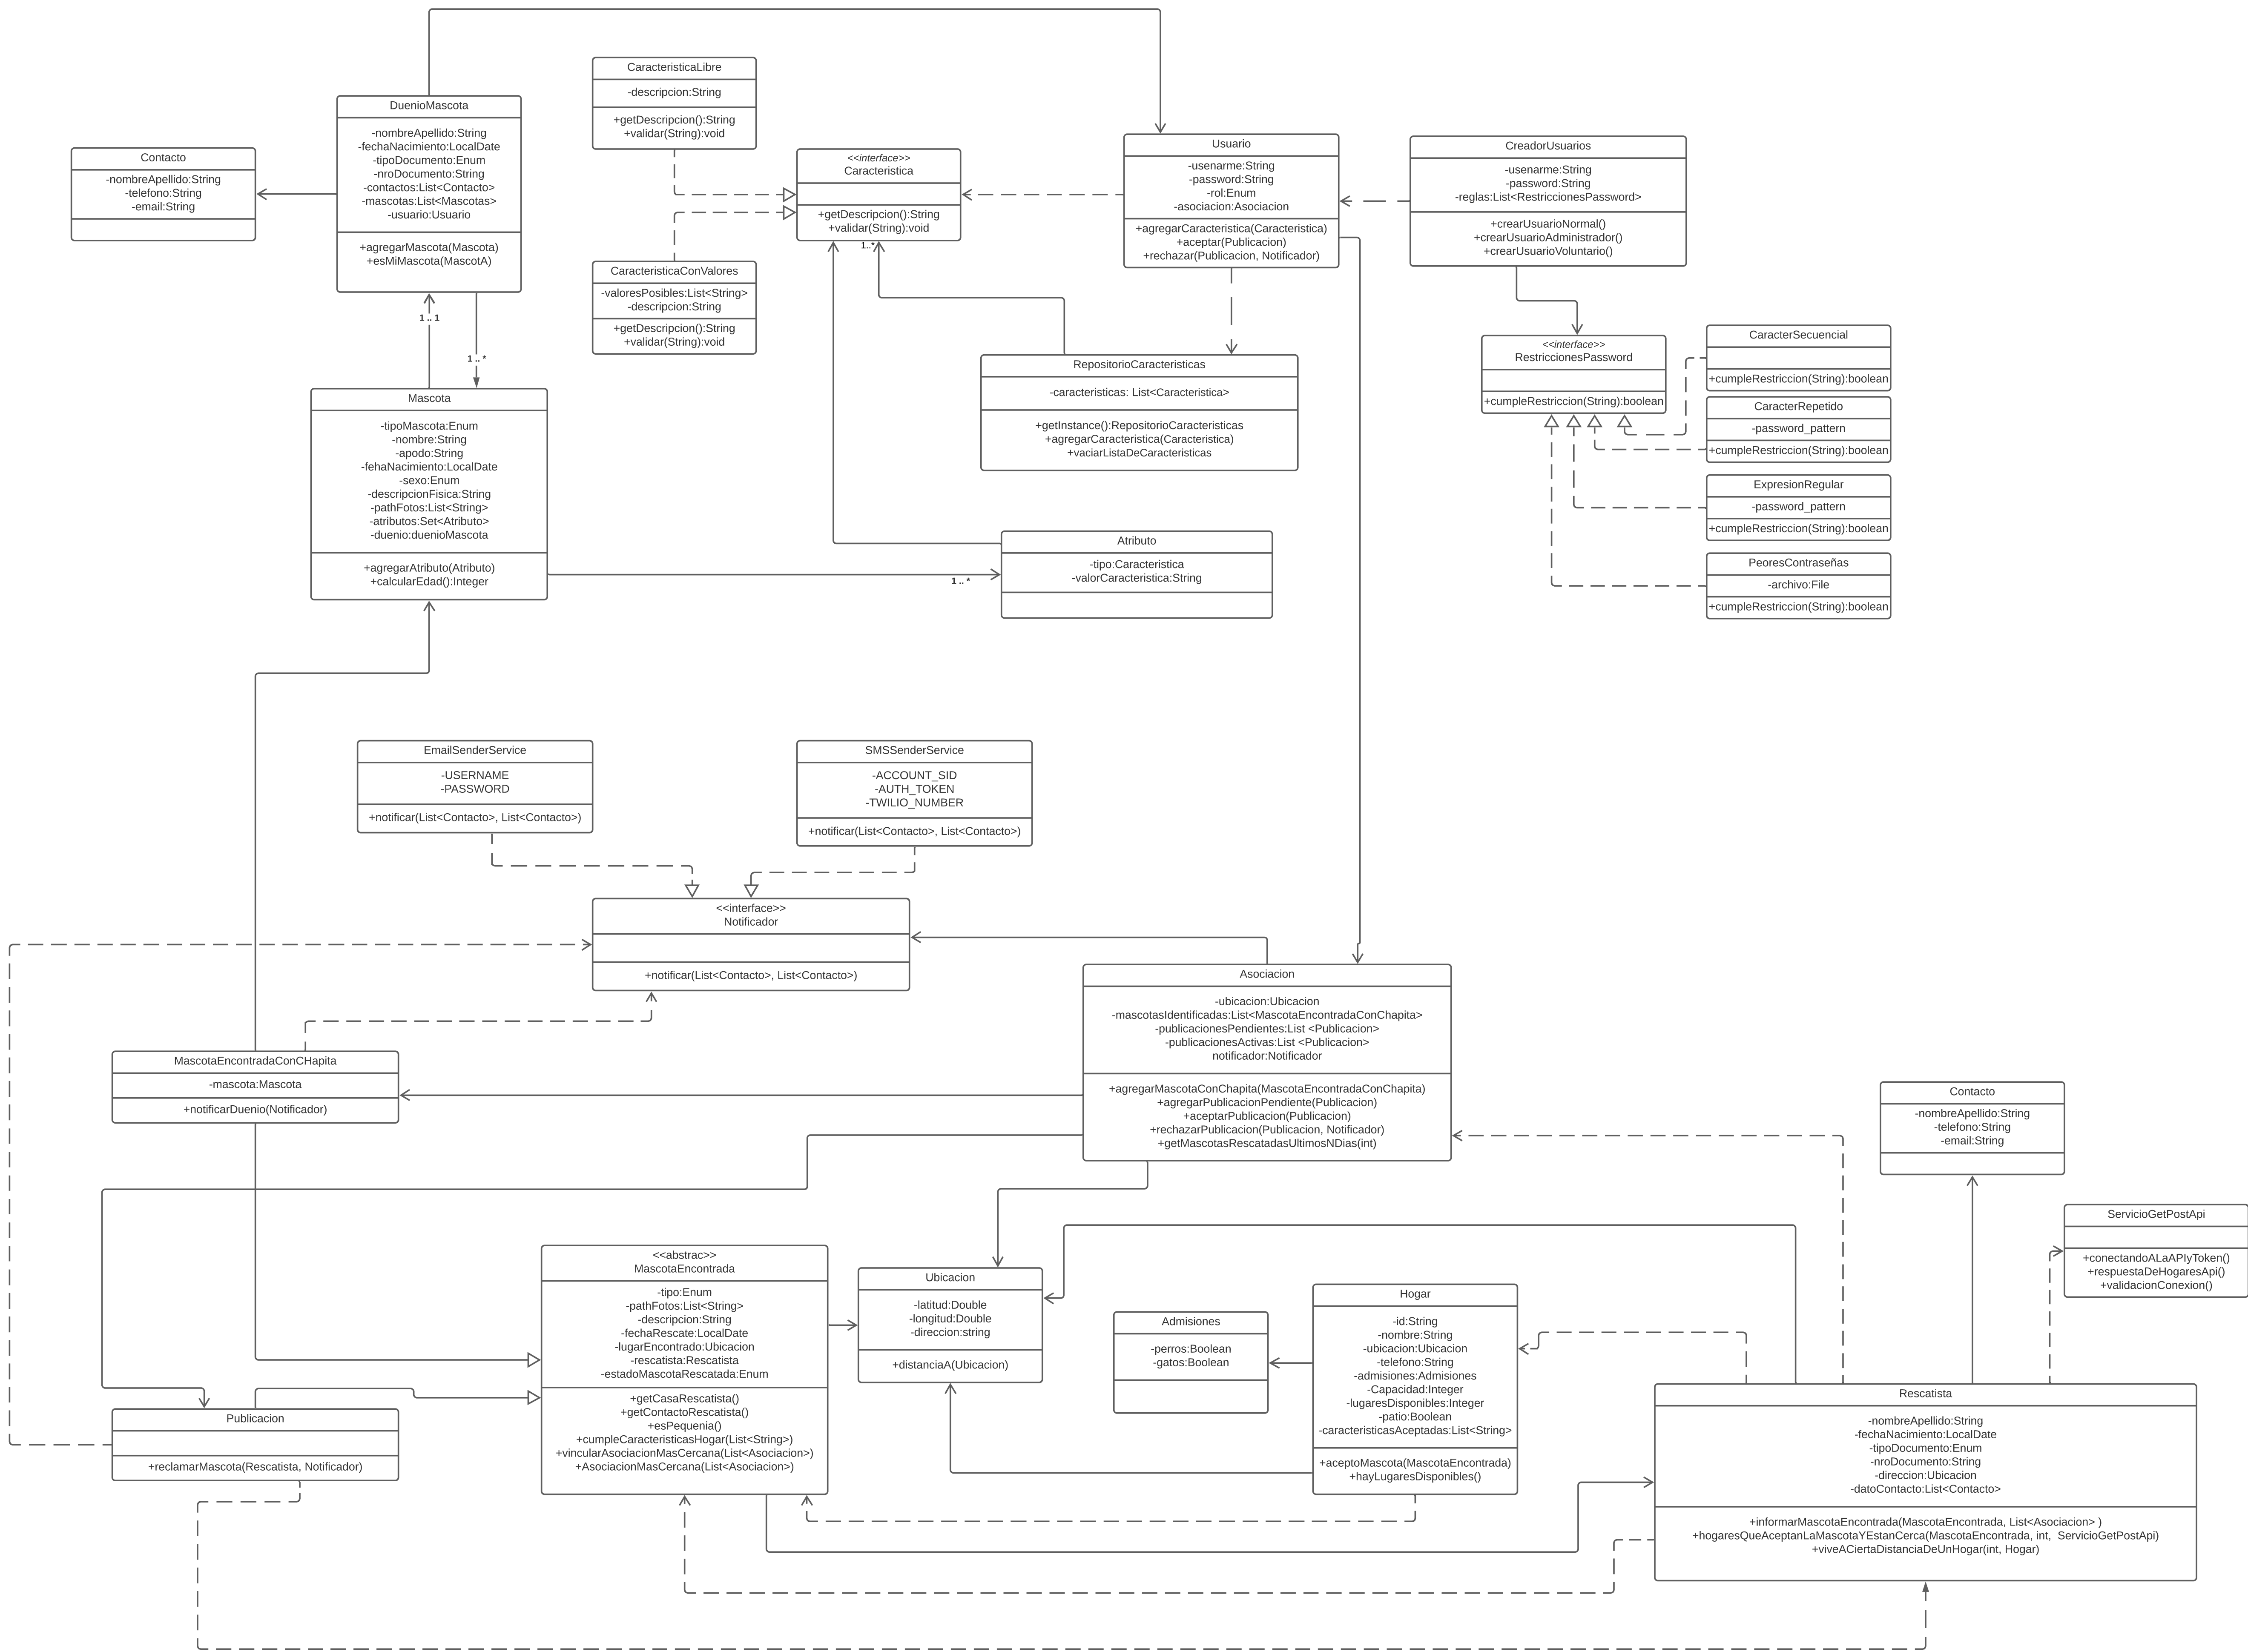 CaracteristicaLibre
-descripcion:String
+getDescripcion():String
+validar(String):void
DuenioMascota
-nombreApellido:String
-fechaNacimiento:LocalDate
-tipoDocumento:Enum
-nroDocumento:String
-contactos:List<Contacto>
-mascotas:List<Mascotas>
-usuario:Usuario
+agregarMascota(Mascota)
+esMiMascota(MascotA)
Contacto
-nombreApellido:String
-telefono:String
-email:String
<<interface>>
Caracteristica
+getDescripcion():String
+validar(String):void
1..*
Usuario
-usenarme:String
-password:String
-rol:Enum
-asociacion:Asociacion
+agregarCaracteristica(Caracteristica)
+aceptar(Publicacion)
+rechazar(Publicacion, Notificador)
CreadorUsuarios
-usenarme:String
-password:String
-reglas:List<RestriccionesPassword>
+crearUsuarioNormal()
+crearUsuarioAdministrador()
+crearUsuarioVoluntario()
CaracteristicaConValores
-valoresPosibles:List<String>
-descripcion:String
+getDescripcion():String
+validar(String):void
1 .. 1
1 .. *
RepositorioCaracteristicas
-caracteristicas: List<Caracteristica>
+getInstance():RepositorioCaracteristicas
+agregarCaracteristica(Caracteristica)
+vaciarListaDeCaracteristicas
<<interface>>
RestriccionesPassword
+cumpleRestriccion(String):boolean
CaracterSecuencial
+cumpleRestriccion(String):boolean
CaracterRepetido
-password_pattern
+cumpleRestriccion(String):boolean
ExpresionRegular
-password_pattern
+cumpleRestriccion(String):boolean
PeoresContraseñas
-archivo:File
+cumpleRestriccion(String):boolean
Mascota
-tipoMascota:Enum
-nombre:String
-apodo:String
-fehaNacimiento:LocalDate
-sexo:Enum
-descripcionFisica:String
-pathFotos:List<String>
-atributos:Set<Atributo>
-duenio:duenioMascota
+agregarAtributo(Atributo)
+calcularEdad():Integer
1 .. *
Atributo
-tipo:Caracteristica
-valorCaracteristica:String
EmailSenderService
-USERNAME
-PASSWORD
+notificar(List<Contacto>, List<Contacto>)
SMSSenderService
-ACCOUNT_SID
-AUTH_TOKEN
-TWILIO_NUMBER
+notificar(List<Contacto>, List<Contacto>)
<<interface>>
Notificador
+notificar(List<Contacto>, List<Contacto>)
Asociacion
-ubicacion:Ubicacion
-mascotasIdentificadas:List<MascotaEncontradaConChapita>
-publicacionesPendientes:List <Publicacion>
-publicacionesActivas:List <Publicacion>
notificador:Notificador
+agregarMascotaConChapita(MascotaEncontradaConChapita)
+agregarPublicacionPendiente(Publicacion)
+aceptarPublicacion(Publicacion)
+rechazarPublicacion(Publicacion, Notificador)
+getMascotasRescatadasUltimosNDias(int)
MascotaEncontradaConCHapita
-mascota:Mascota
+notificarDuenio(Notificador)
Contacto
-nombreApellido:String
-telefono:String
-email:String
ServicioGetPostApi
+conectandoALaAPIyToken()
+respuestaDeHogaresApi()
+validacionConexion()
<<abstrac>>
MascotaEncontrada
-tipo:Enum
-pathFotos:List<String>
-descripcion:String
-fechaRescate:LocalDate
-lugarEncontrado:Ubicacion
-rescatista:Rescatista
-estadoMascotaRescatada:Enum
+getCasaRescatista()
+getContactoRescatista()
+esPequenia()
+cumpleCaracteristicasHogar(List<String>)
+vincularAsociacionMasCercana(List<Asociacion>)
+AsociacionMasCercana(List<Asociacion>)
Ubicacion
-latitud:Double
-longitud:Double
-direccion:string
+distanciaA(Ubicacion)
Admisiones
-perros:Boolean
-gatos:Boolean
Hogar
-id:String
-nombre:String
-ubicacion:Ubicacion
-telefono:String
-admisiones:Admisiones
-Capacidad:Integer
-lugaresDisponibles:Integer
-patio:Boolean
-caracteristicasAceptadas:List<String>
+aceptoMascota(MascotaEncontrada)
+hayLugaresDisponibles()
Publicacion
+reclamarMascota(Rescatista, Notificador)
Rescatista
-nombreApellido:String
-fechaNacimiento:LocalDate
-tipoDocumento:Enum
-nroDocumento:String
-direccion:Ubicacion
-datoContacto:List<Contacto>
+informarMascotaEncontrada(MascotaEncontrada, List<Asociacion> )
+hogaresQueAceptanLaMascotaYEstanCerca(MascotaEncontrada, int, ServicioGetPostApi)
+viveACiertaDistanciaDeUnHogar(int, Hogar)